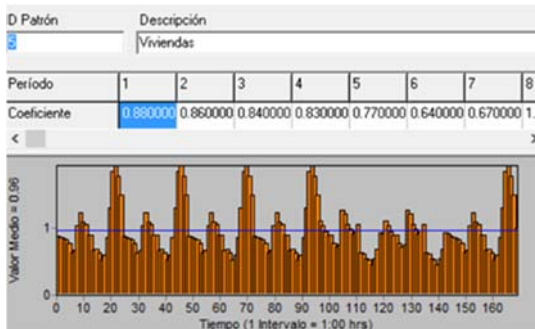 D Patrón Descripción
5 Viviendas
Período 1 2 3 4 5 6 7 8
Coeficiente 0.880000 0.860000 0.840000 0.830000 0.770000 0.640000 0.670000 1.
Valor Medio = 0.96
1
0
0 10 20 30 40 50 60 70 80 90 100 110 120 130 140 150 160
Tiempo (1 Intervalo = 1:00 hrs)